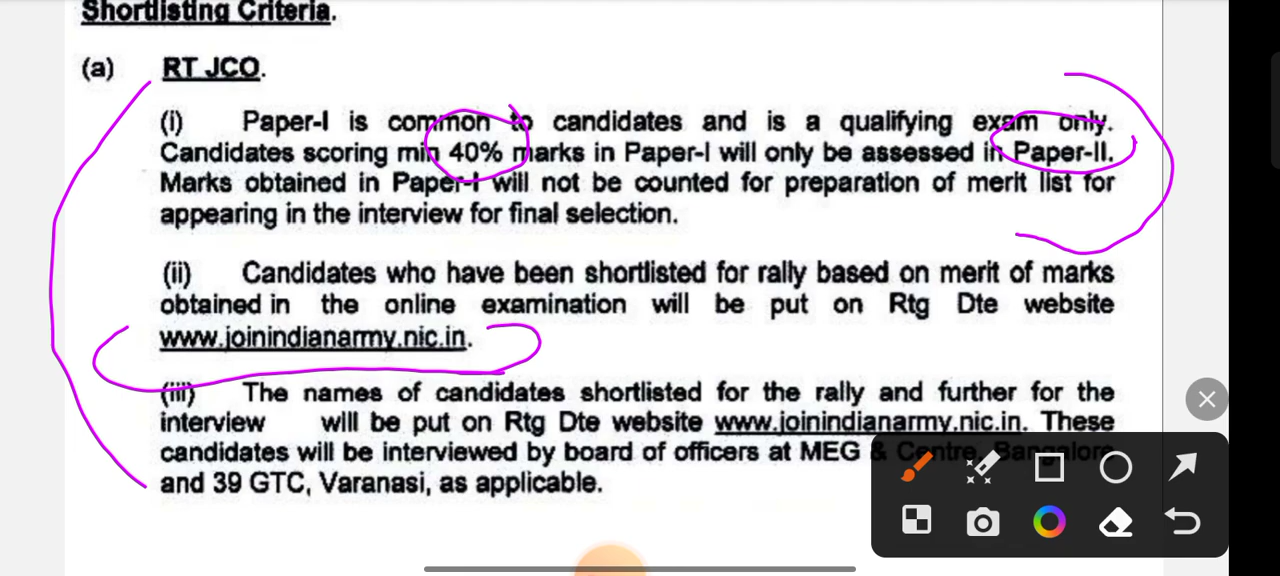 Shortlisting Criteria.
(a) RT JCO.
(i) Paper-I is common to candidates and is a qualifying exam only.
Candidates scoring min 40% marks in Paper-I will only be assessed in Paper-II.
Marks obtained in Paper-I will not be counted for preparation of merit list for
appearing in the interview for final selection.
(ii) Candidates who have been shortlisted for rally based on merit of marks
obtained in the online examination will be put on Rtg Dte website
www.joinindianarmy.nic.in.
(iii) The names of candidates shortlisted for the rally and further for the
interview will be put on Rtg Dte website www.joinindianarmy.nic.in. These
candidates will be interviewed by board of officers at MEG & Centre, Bangalore
and 39 GTC, Varanasi, as applicable.